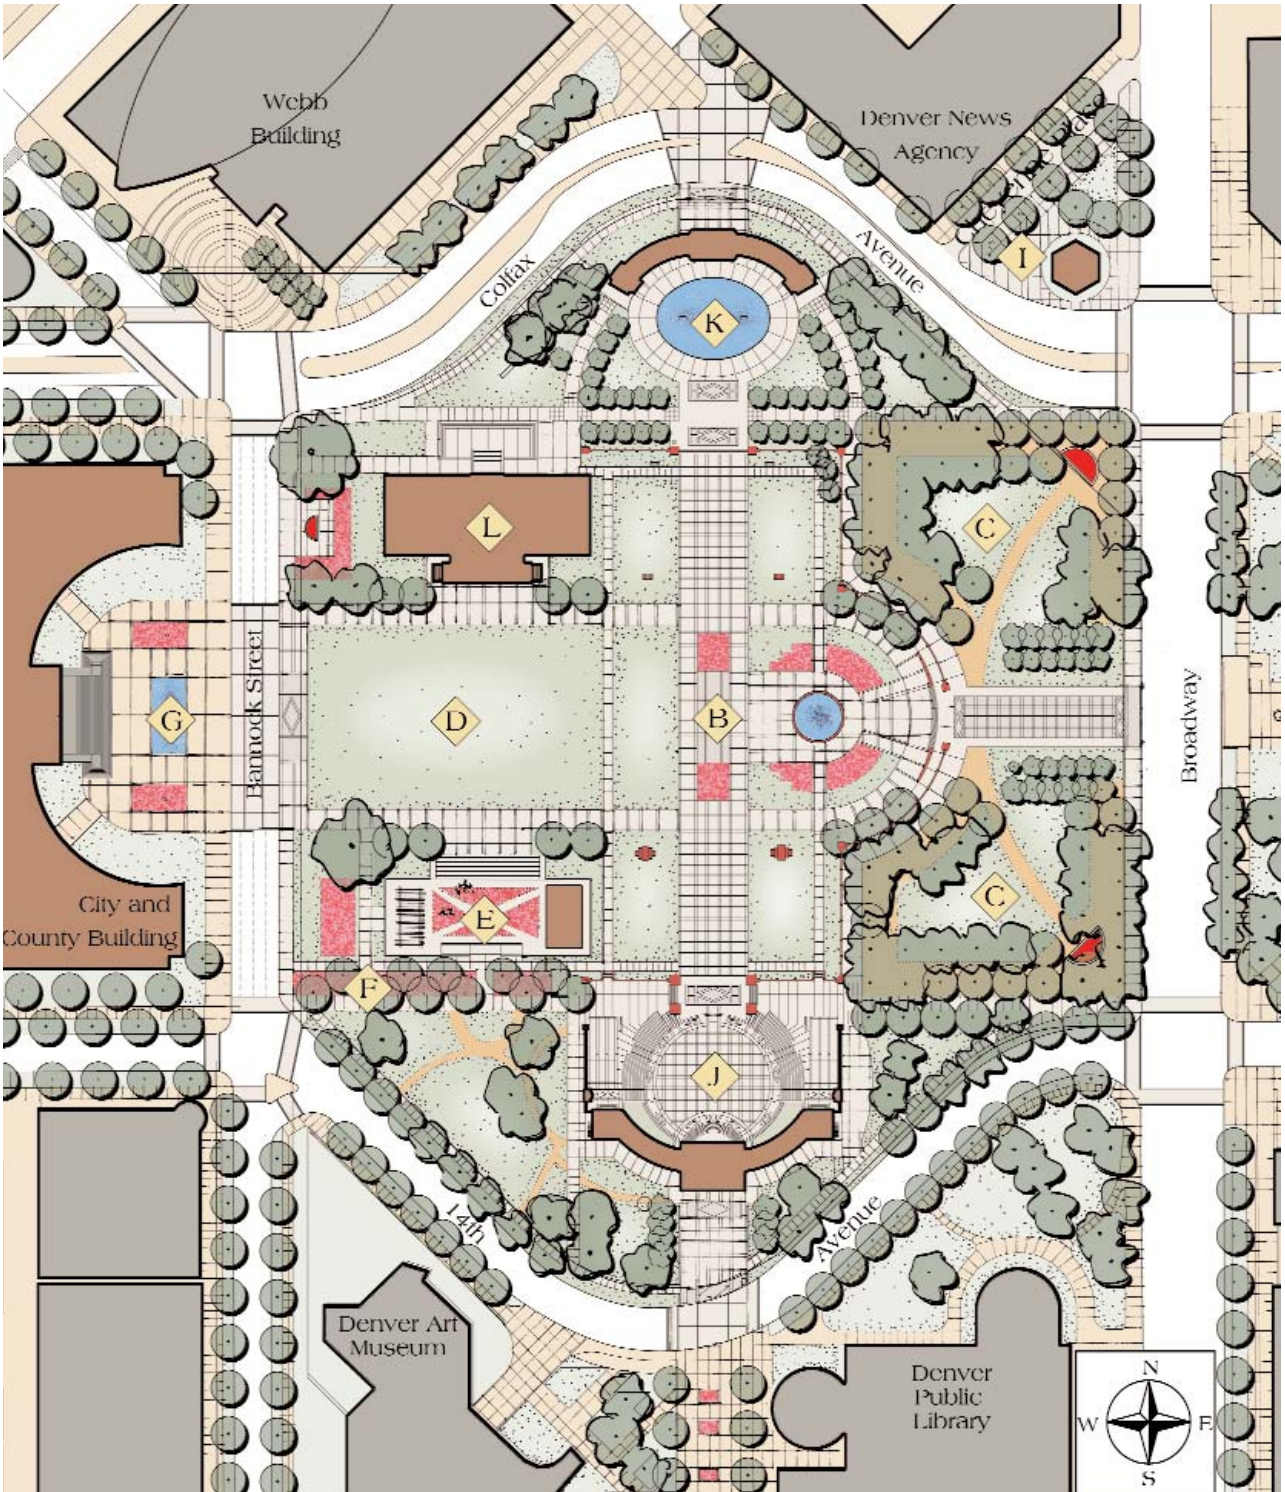 Webb
Building
Denver News
Agency
Colfax
Avenue
I
K
L
C
Bannock Street
G
D
B
Broadway
City and
County Building
E
C
F
J
14th
Avenue
Denver Art
Museum
Denver
Public
Library
N
W
E
S